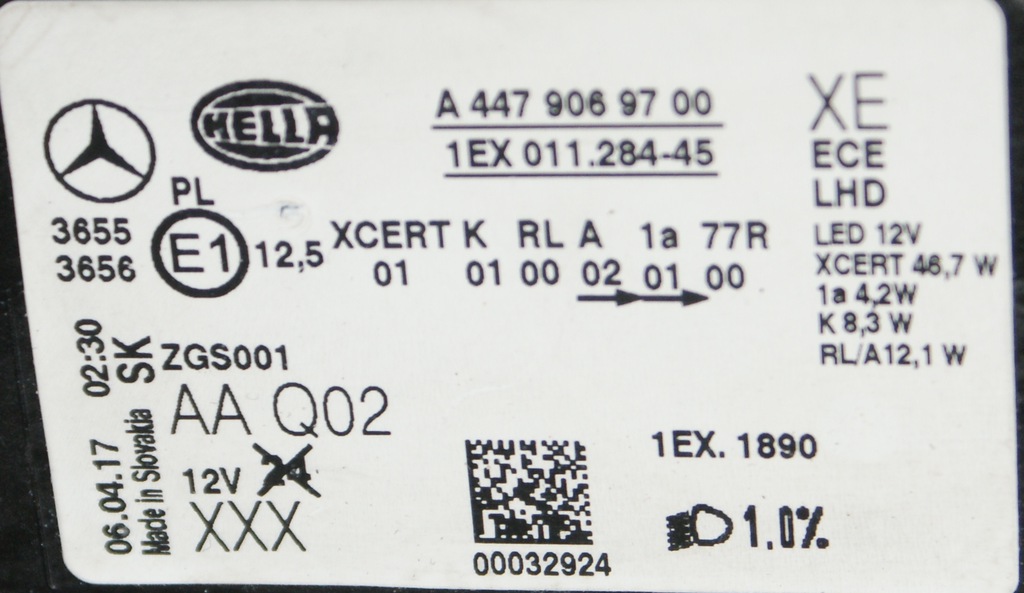 HELLA
A 447 906 97 00
1EX 011.284-45
XE
ECE
LHD
PL
3655
3656
E1
12,5
XCERT K RL A 1a 77R
01 01 00 02 01 00
LED 12V
XCERT 46,7 W
1a 4,2W
K 8,3 W
RL/A12,1 W
06.04.17 02:30
Made in Slovakia SK
ZGS001
AA Q02
12V 24
XXX
00032924
1EX. 1890
1.0%